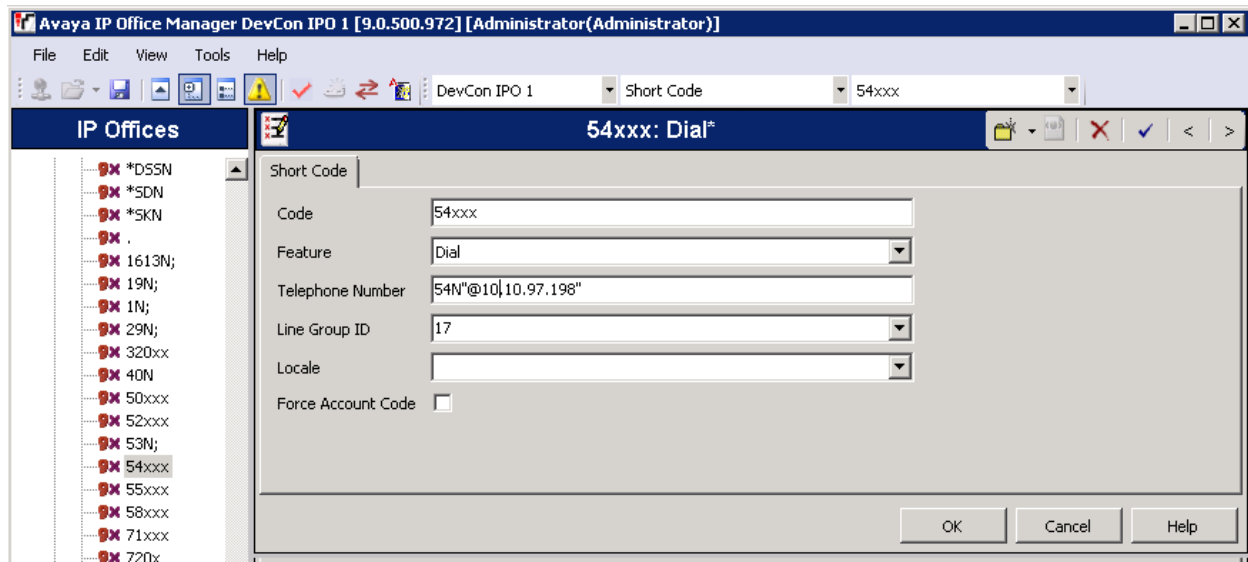 Avaya IP Office Manager DevCon IPO 1 [9.0.500.972] [Administrator(Administrator)]
File Edit View Tools Help
DevCon IPO 1 Short Code 54xxx
IP Offices
54xxx: Dial*
*DSSN
*SDN
*SKN
.
1613N;
19N;
1N;
29N;
320xx
40N
50xxx
52xxx
53N;
54xxx
55xxx
58xxx
71xxx
720x
Short Code
Code 54xxx
Feature Dial
Telephone Number 54N"@10.10.97.198"
Line Group ID 17
Locale
Force Account Code
OK Cancel Help